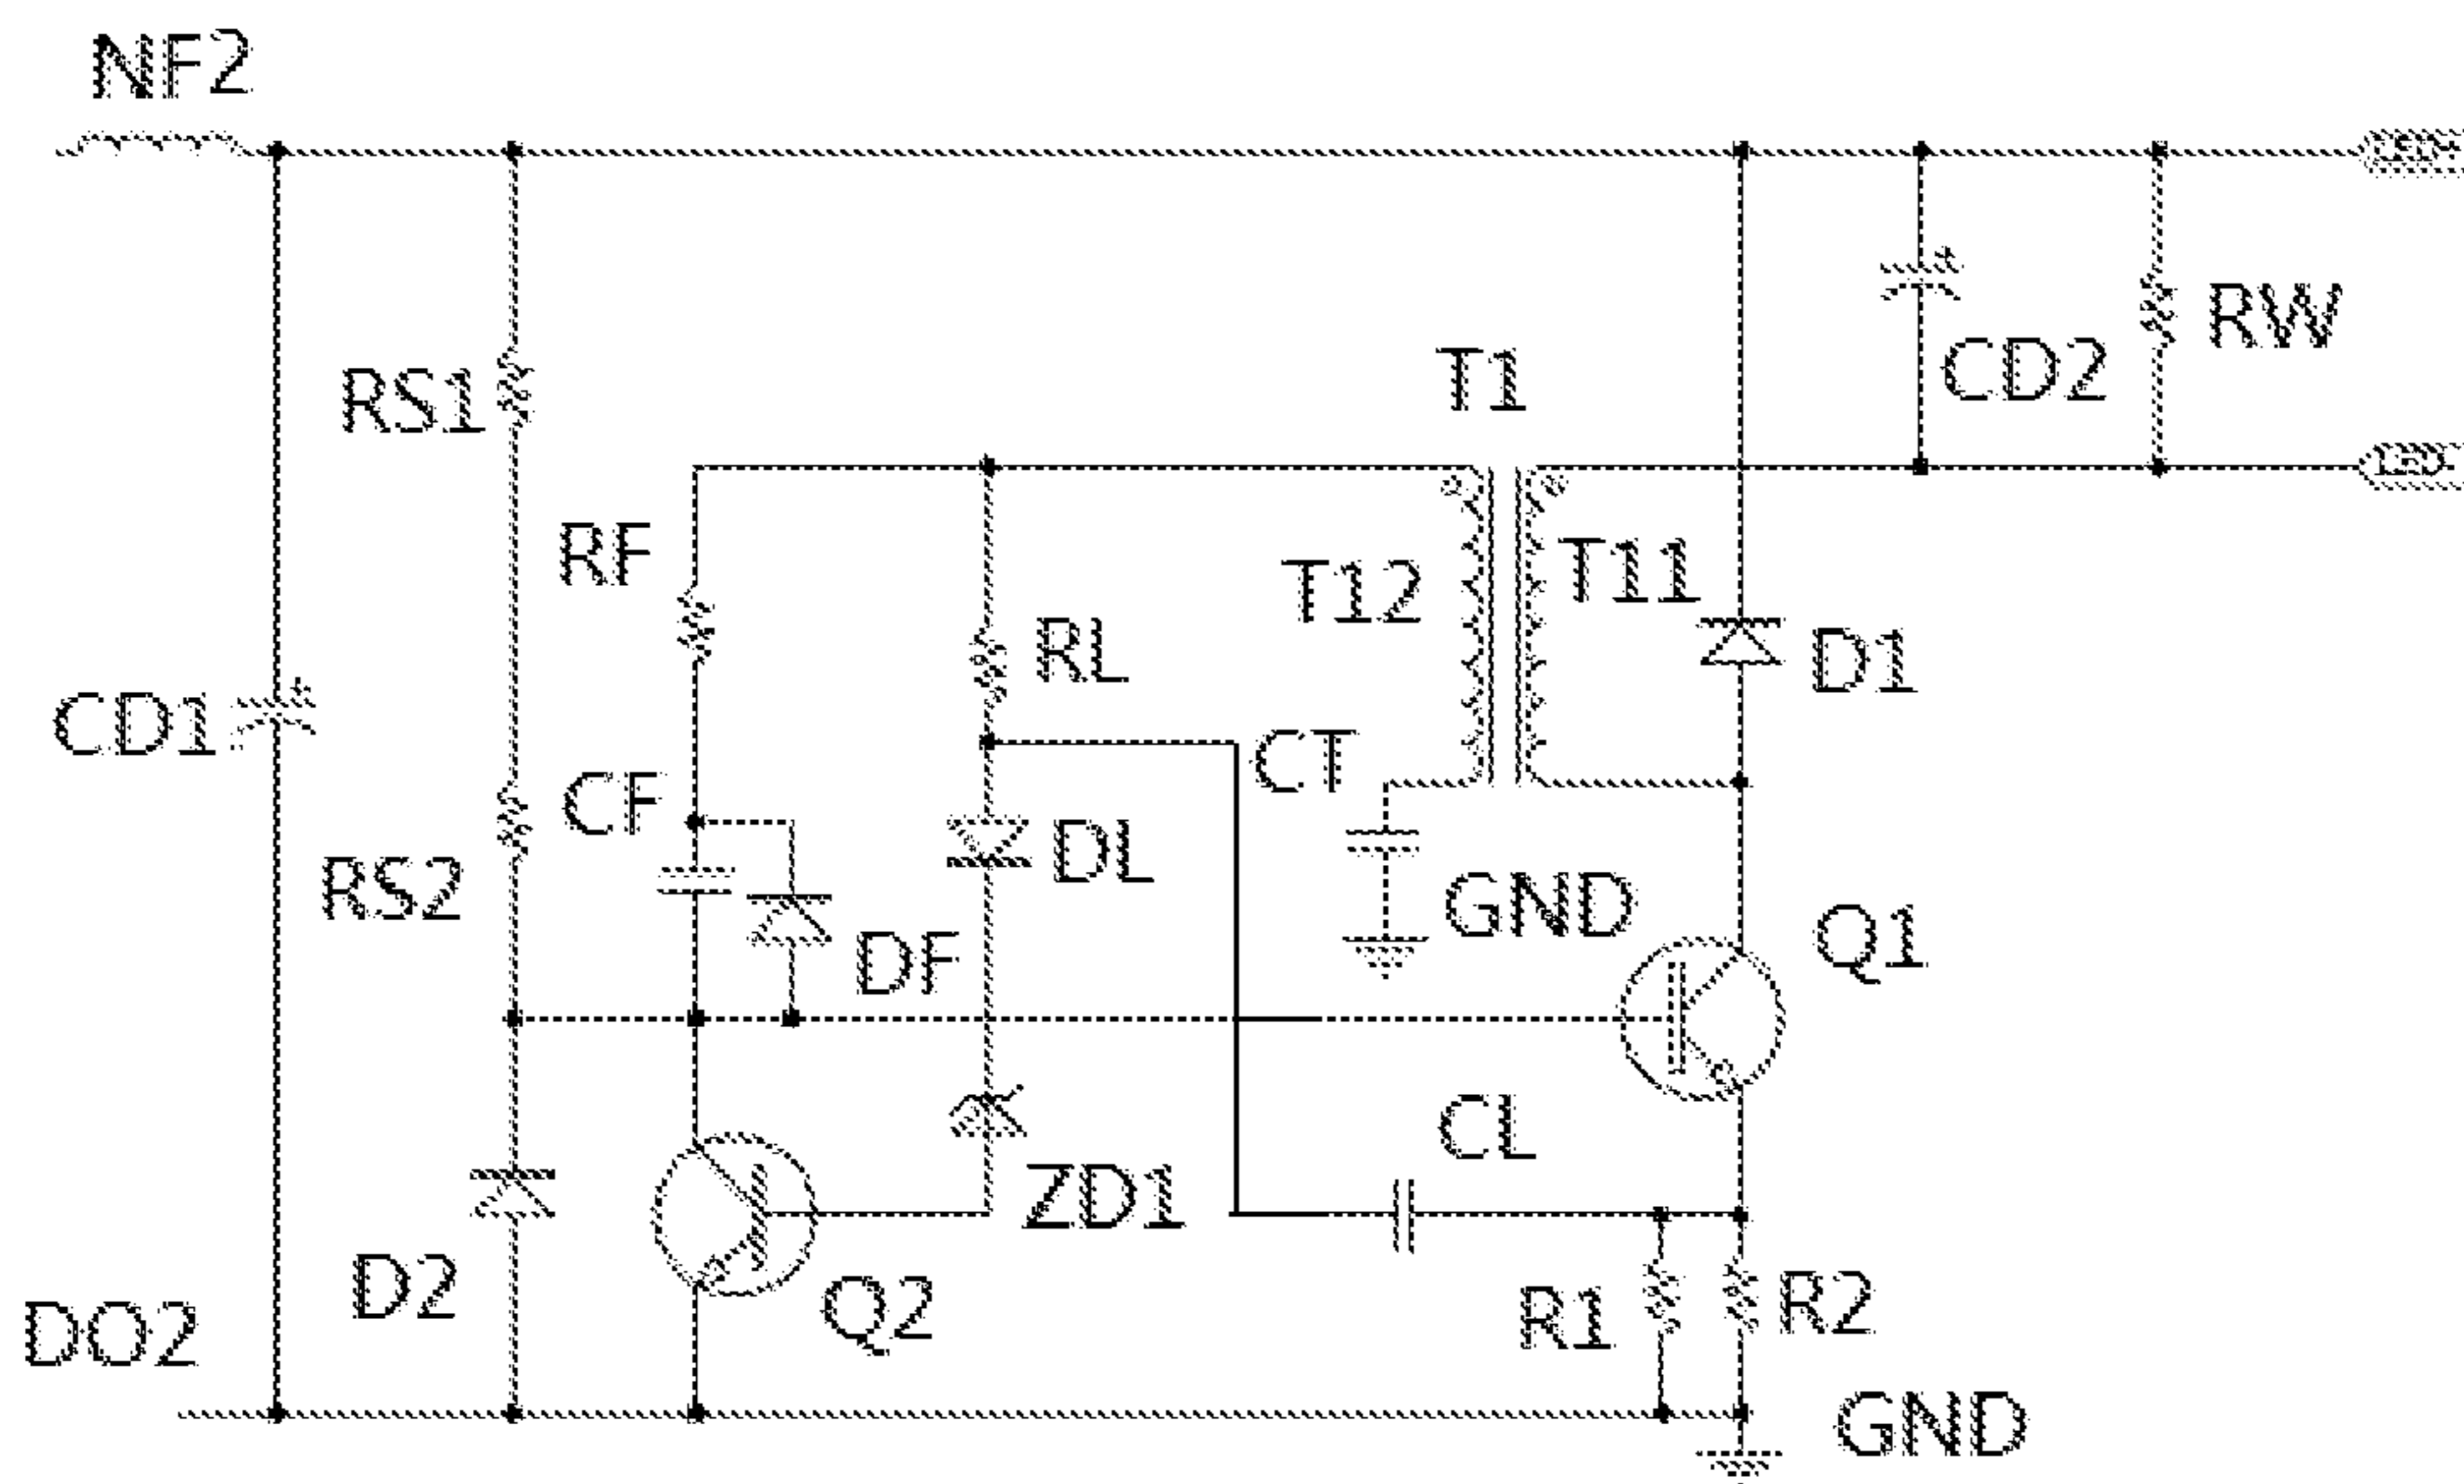 NF2
LED+
RW
CD2
T1
RS1
RF
T12
T11
RL
D1
CD1
CT
CF
DL
RS2
GND
DF
Q1
CL
ZD1
D2
Q2
R1
R2
DO2
GND